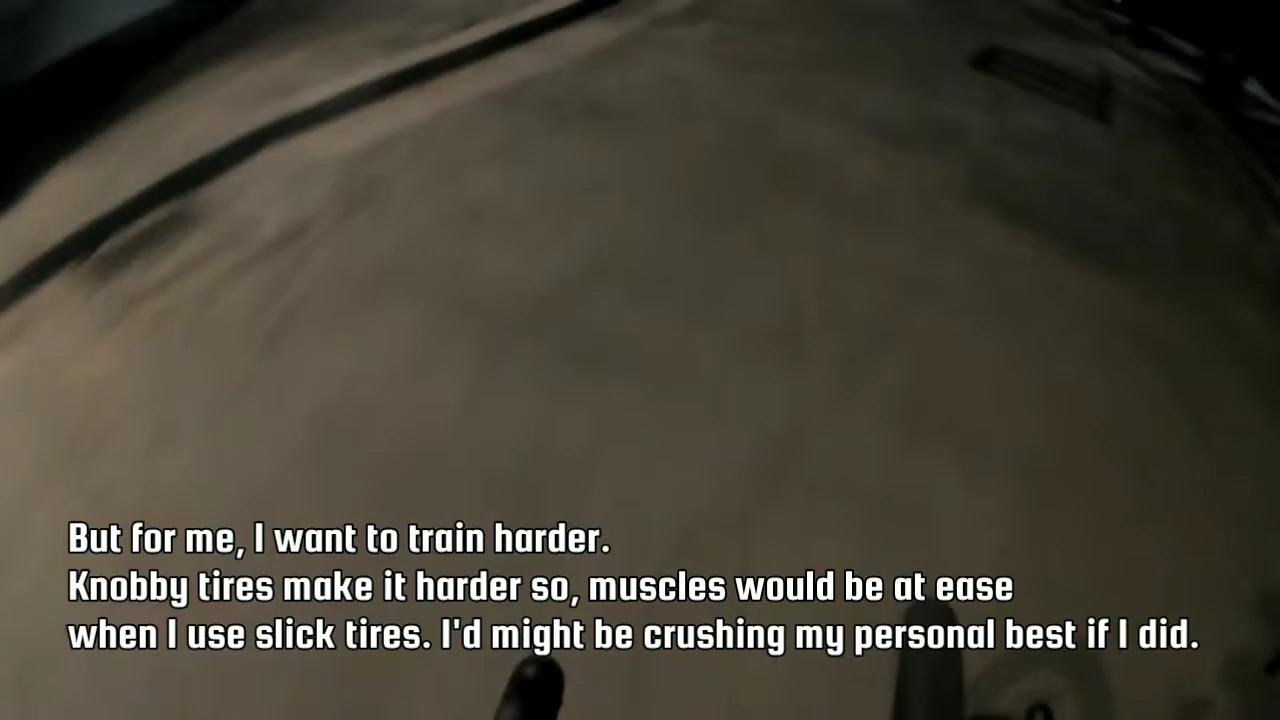 But for me, I want to train harder.
Knobby tires make it harder so, muscles would be at ease
when I use slick tires. I'd might be crushing my personal best if I did.